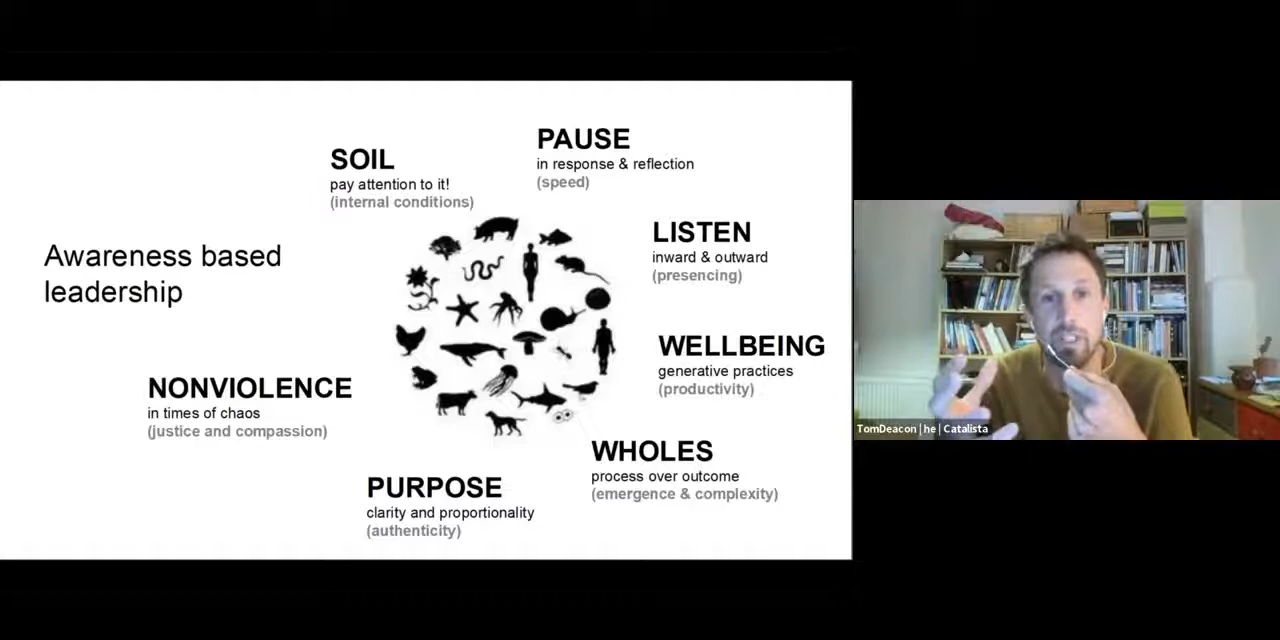 Awareness based
leadership
SOIL
pay attention to it!
(internal conditions)
PAUSE
in response & reflection
(speed)
LISTEN
inward & outward
(presencing)
WELLBEING
generative practices
(productivity)
WHOLES
process over outcome
(emergence & complexity)
PURPOSE
clarity and proportionality
(authenticity)
NONVIOLENCE
in times of chaos
(justice and compassion)
TomDeacon | he | Catalista